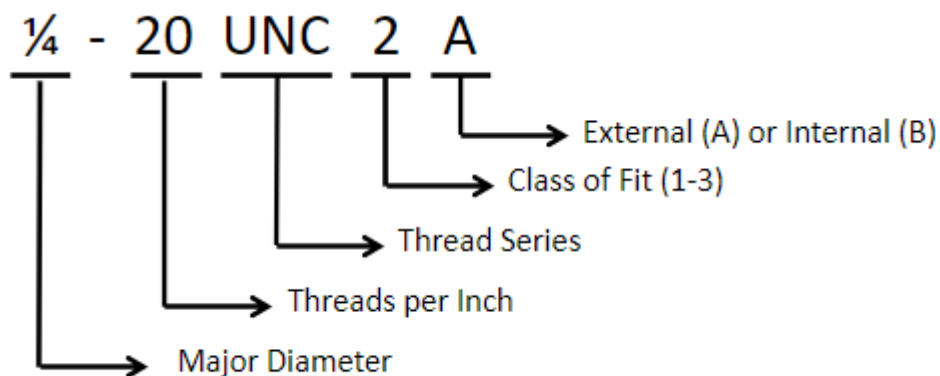 ¼ - 20 UNC 2 A
External (A) or Internal (B)
Class of Fit (1-3)
Thread Series
Threads per Inch
Major Diameter